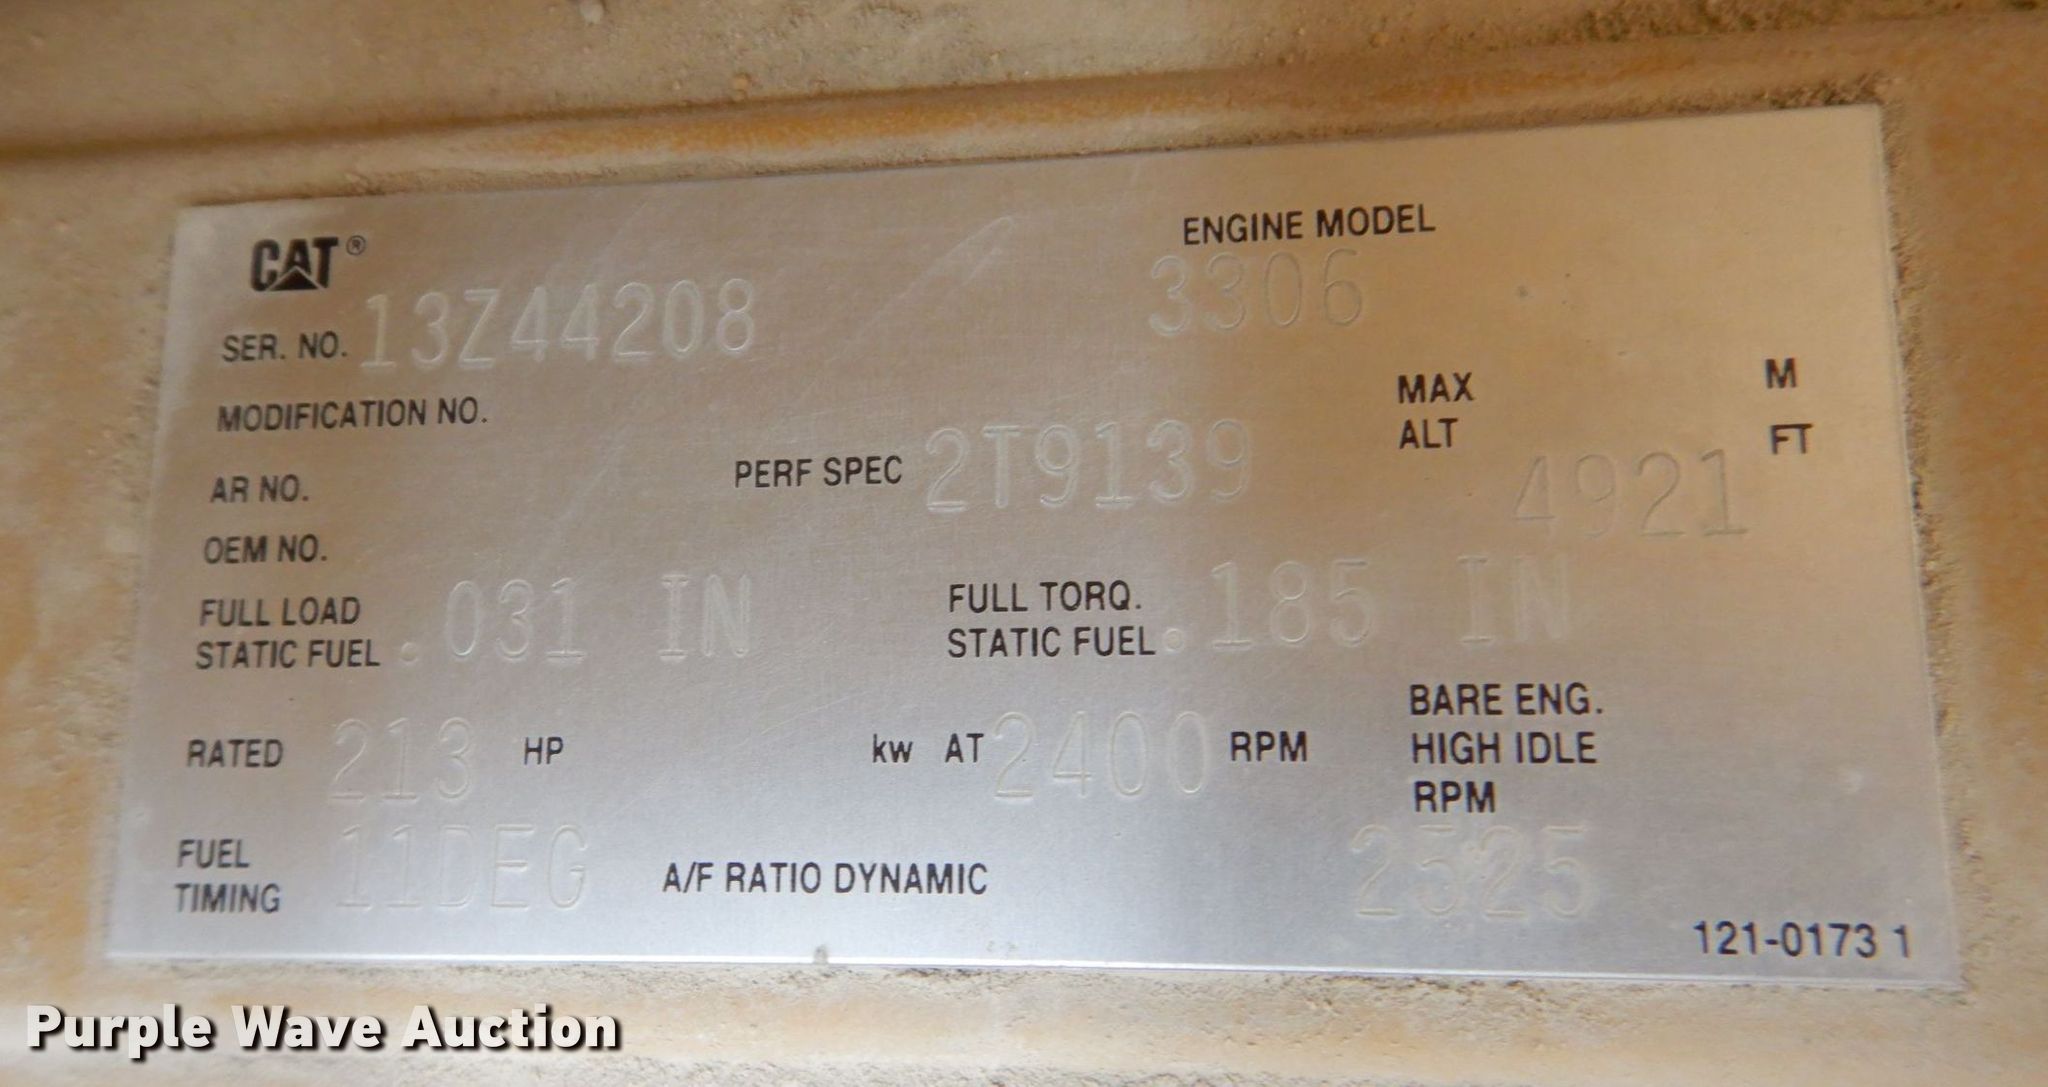 CAT®
ENGINE MODEL
SER. NO. 13Z44208
3306
MODIFICATION NO.
MAX ALT 4921 M FT
AR NO.
PERF SPEC 2T9139
OEM NO.
FULL LOAD STATIC FUEL .031 IN
FULL TORQ. STATIC FUEL .185 IN
RATED 213 HP kw AT 2400 RPM
BARE ENG.
HIGH IDLE
RPM
2525
FUEL TIMING 11DEG
A/F RATIO DYNAMIC
121-0173 1
Purple Wave Auction